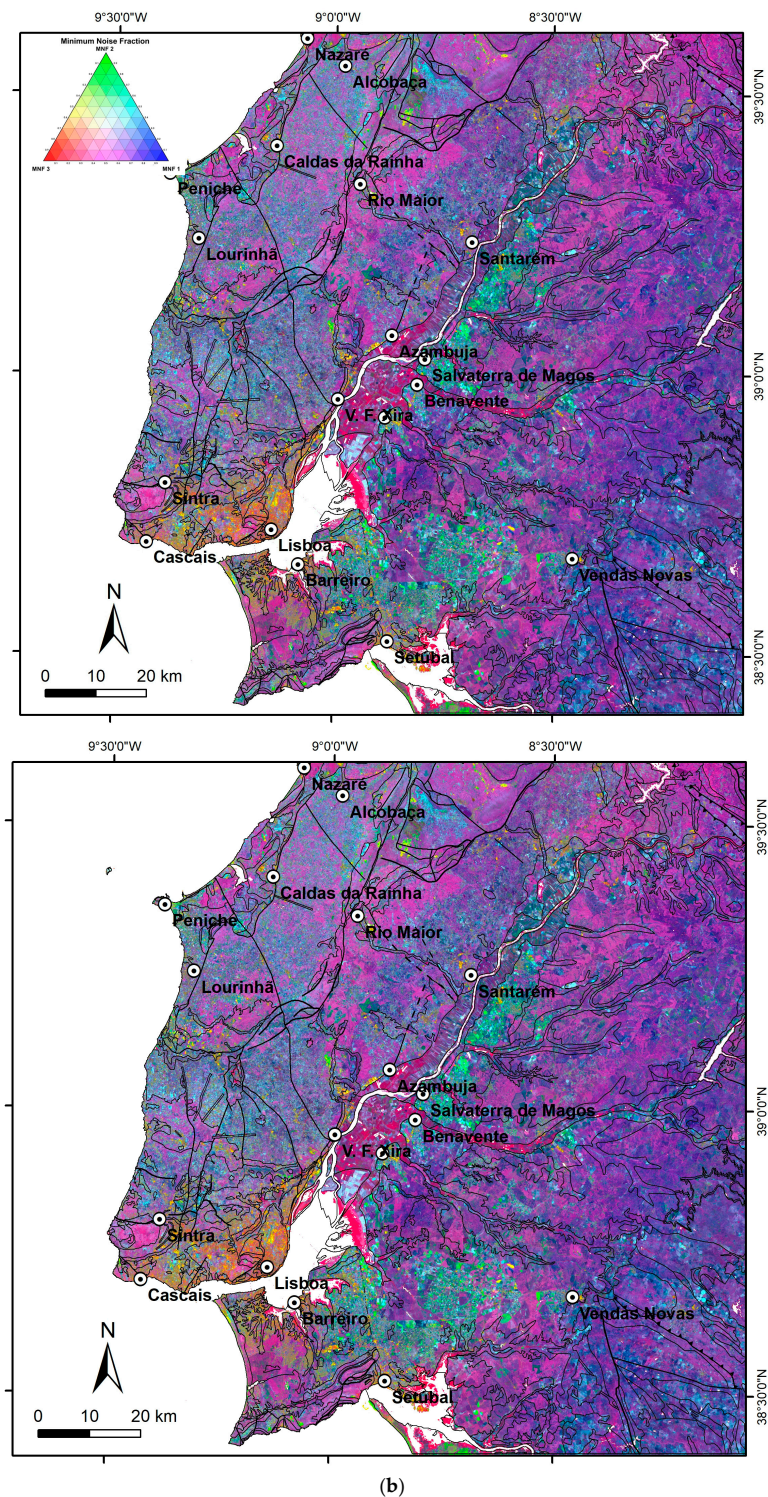 9°30'0"W 9°0'0"W 8°30'0"W
Minimum Noise Fraction
MNF 2
MNF 3
MNF 1
Nazaré
Alcobaça
39°30'0"N
Caldas da Rainha
Peniche
Rio Maior
Lourinhã
Santarém
Azambuja
39°0'0"N
Salvaterra de Magos
Benavente
V. F. Xira
Sintra
Lisboa
Cascais
Barreiro
Vendas Novas
N
Setúbal
38°30'0"N
0 10 20 km
9°30'0"W 9°0'0"W 8°30'0"W
Nazaré
Alcobaça
39°30'0"N
Caldas da Rainha
Peniche
Rio Maior
Lourinhã
Santarém
Azambuja
Salvaterra de Magos
39°0'0"N
Benavente
V. F. Xira
Sintra
Lisboa
Cascais
Barreiro
Vendas Novas
N
Setúbal
38°30'0"N
0 10 20 km
(b)